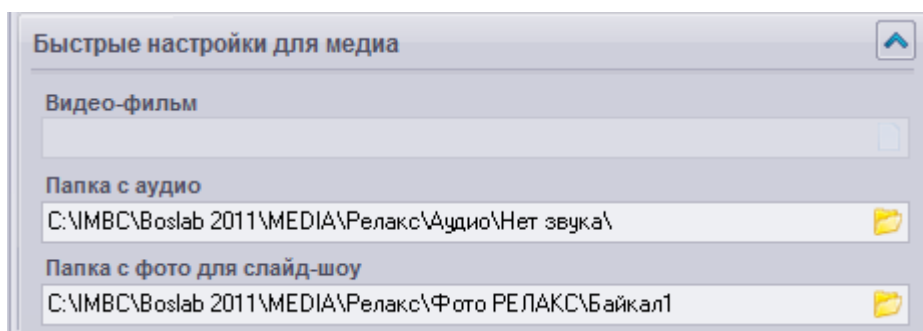 Быстрые настройки для медиа
Видео-фильм
Папка с аудио
C:\IMBC\Boslab 2011\MEDIA\Релакс\Аудио\Нет звука\
Папка с фото для слайд-шоу
C:\IMBC\Boslab 2011\MEDIA\Релакс\Фото РЕЛАКС\Байкал1